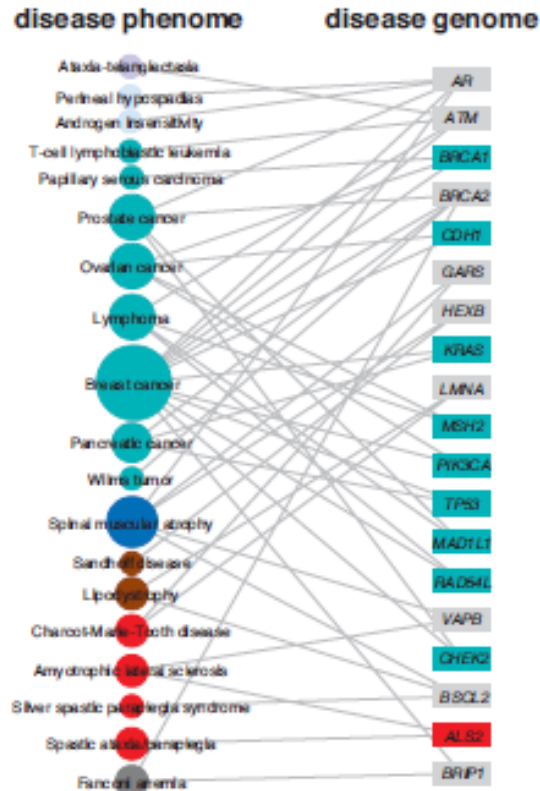 disease phenome
disease genome
Ataxia-telangiectasia
Perineal hypospadias
Androgen insensitivity
T-cell lymphoblastic leukemia
Papillary serous carcinoma
Prostate cancer
Ovarian cancer
Lymphoma
Breast cancer
Pancreatic cancer
Wilms tumor
Spinal muscular atrophy
Sandhoff disease
Lipodystrophy
Charcot-Marie-Tooth disease
Amyotrophic lateral sclerosis
Silver spastic paraplegia syndrome
Spastic ataxia/paraplegia
Fanconi anemia
AR
ATM
BRCA1
BRCA2
CDH1
GARS
HEXB
KRAS
LMNA
MSH2
PIK3CA
TP53
MAD1L1
RAD54L
VAPB
CHEK2
BSCL2
ALS2
BRIP1